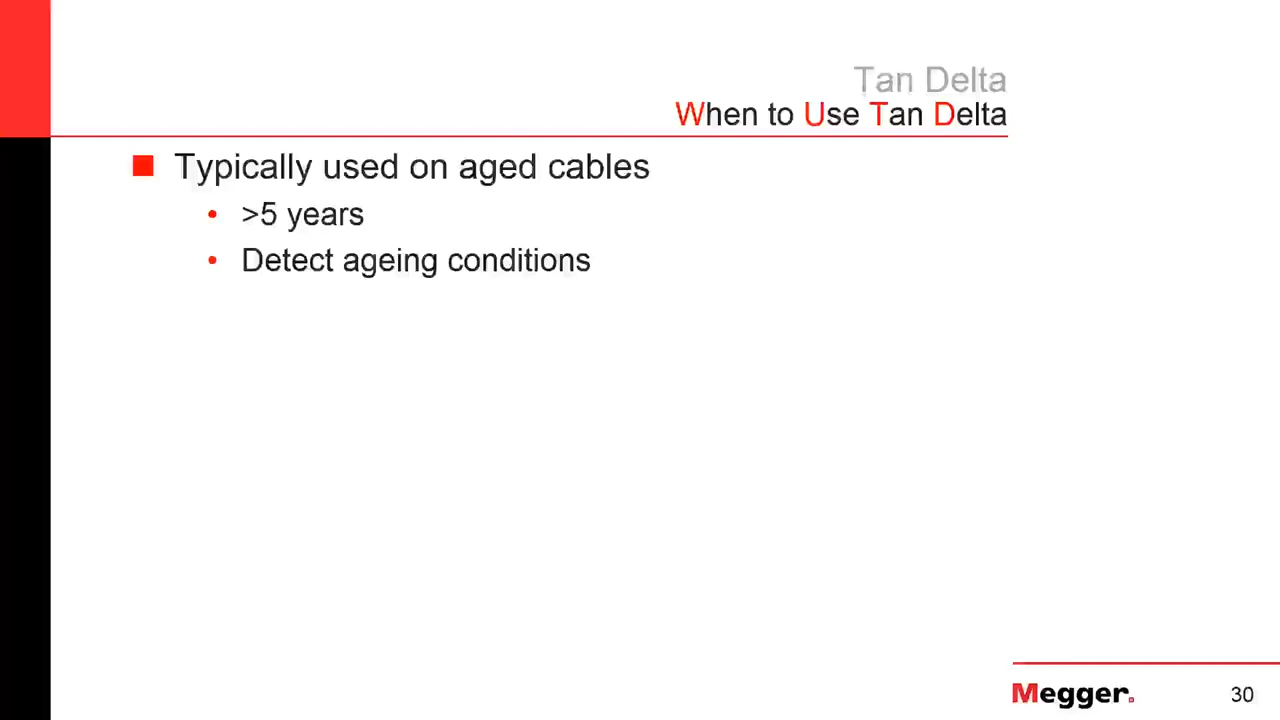 Tan Delta
When to Use Tan Delta
Typically used on aged cables
>5 years
Detect ageing conditions
Megger.
30